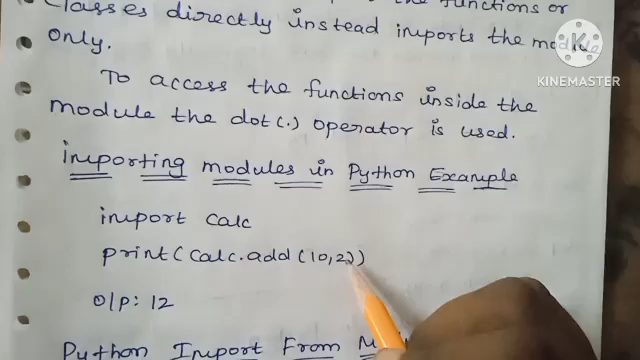 Classes directly instead imports the module
only.
To access the functions inside the
module the dot(.) operator is used.
importing modules in Python Example
import calc
print(calc.add(10,2))
o/p: 12
Python Import From
KINEMASTER